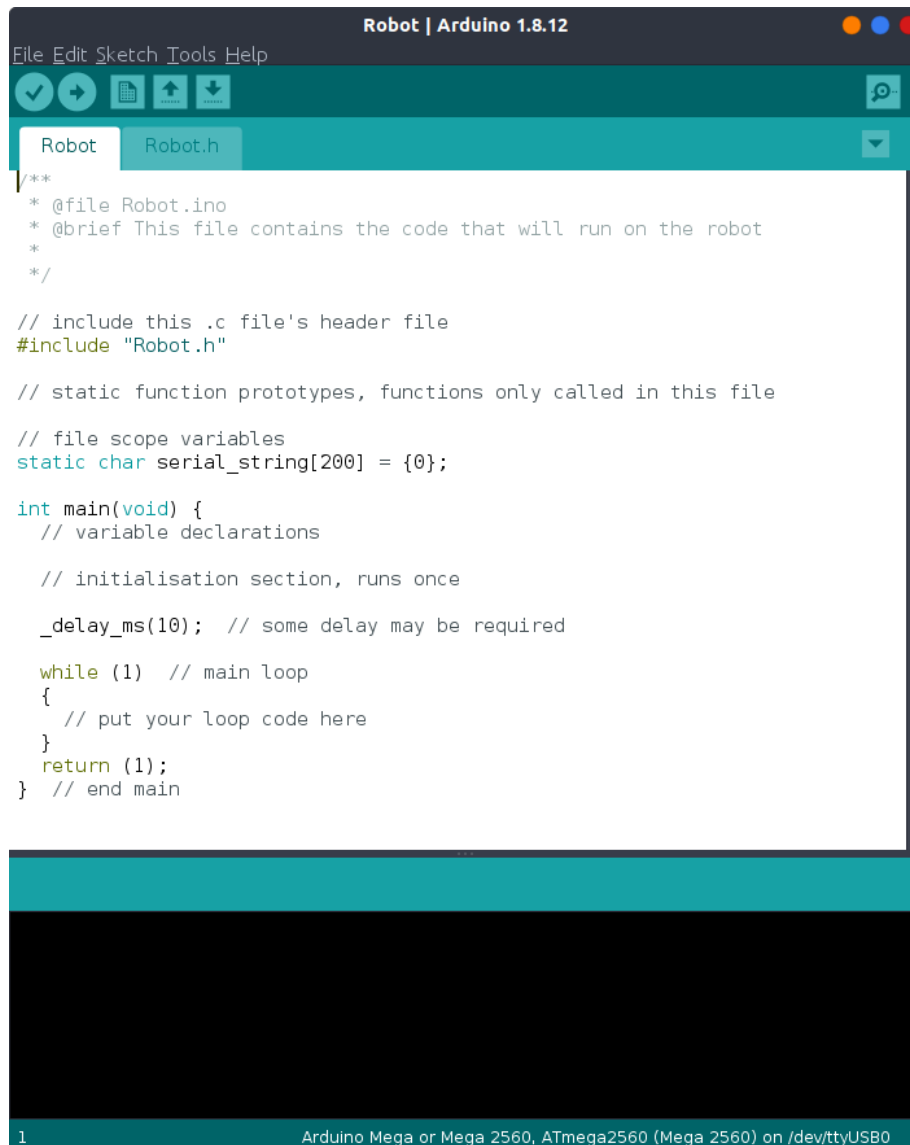 Robot | Arduino 1.8.12
File Edit Sketch Tools Help
Robot Robot.h
/**
 * @file Robot.ino
 * @brief This file contains the code that will run on the robot
 *
 */
// include this .c file's header file
#include "Robot.h"
// static function prototypes, functions only called in this file
// file scope variables
static char serial_string[200] = {0};
int main(void) {
  // variable declarations
  // initialisation section, runs once
  _delay_ms(10);  // some delay may be required
  while (1)  // main loop
  {
    // put your loop code here
  }
  return (1);
}  // end main
1 Arduino Mega or Mega 2560, ATmega2560 (Mega 2560) on /dev/ttyUSB0